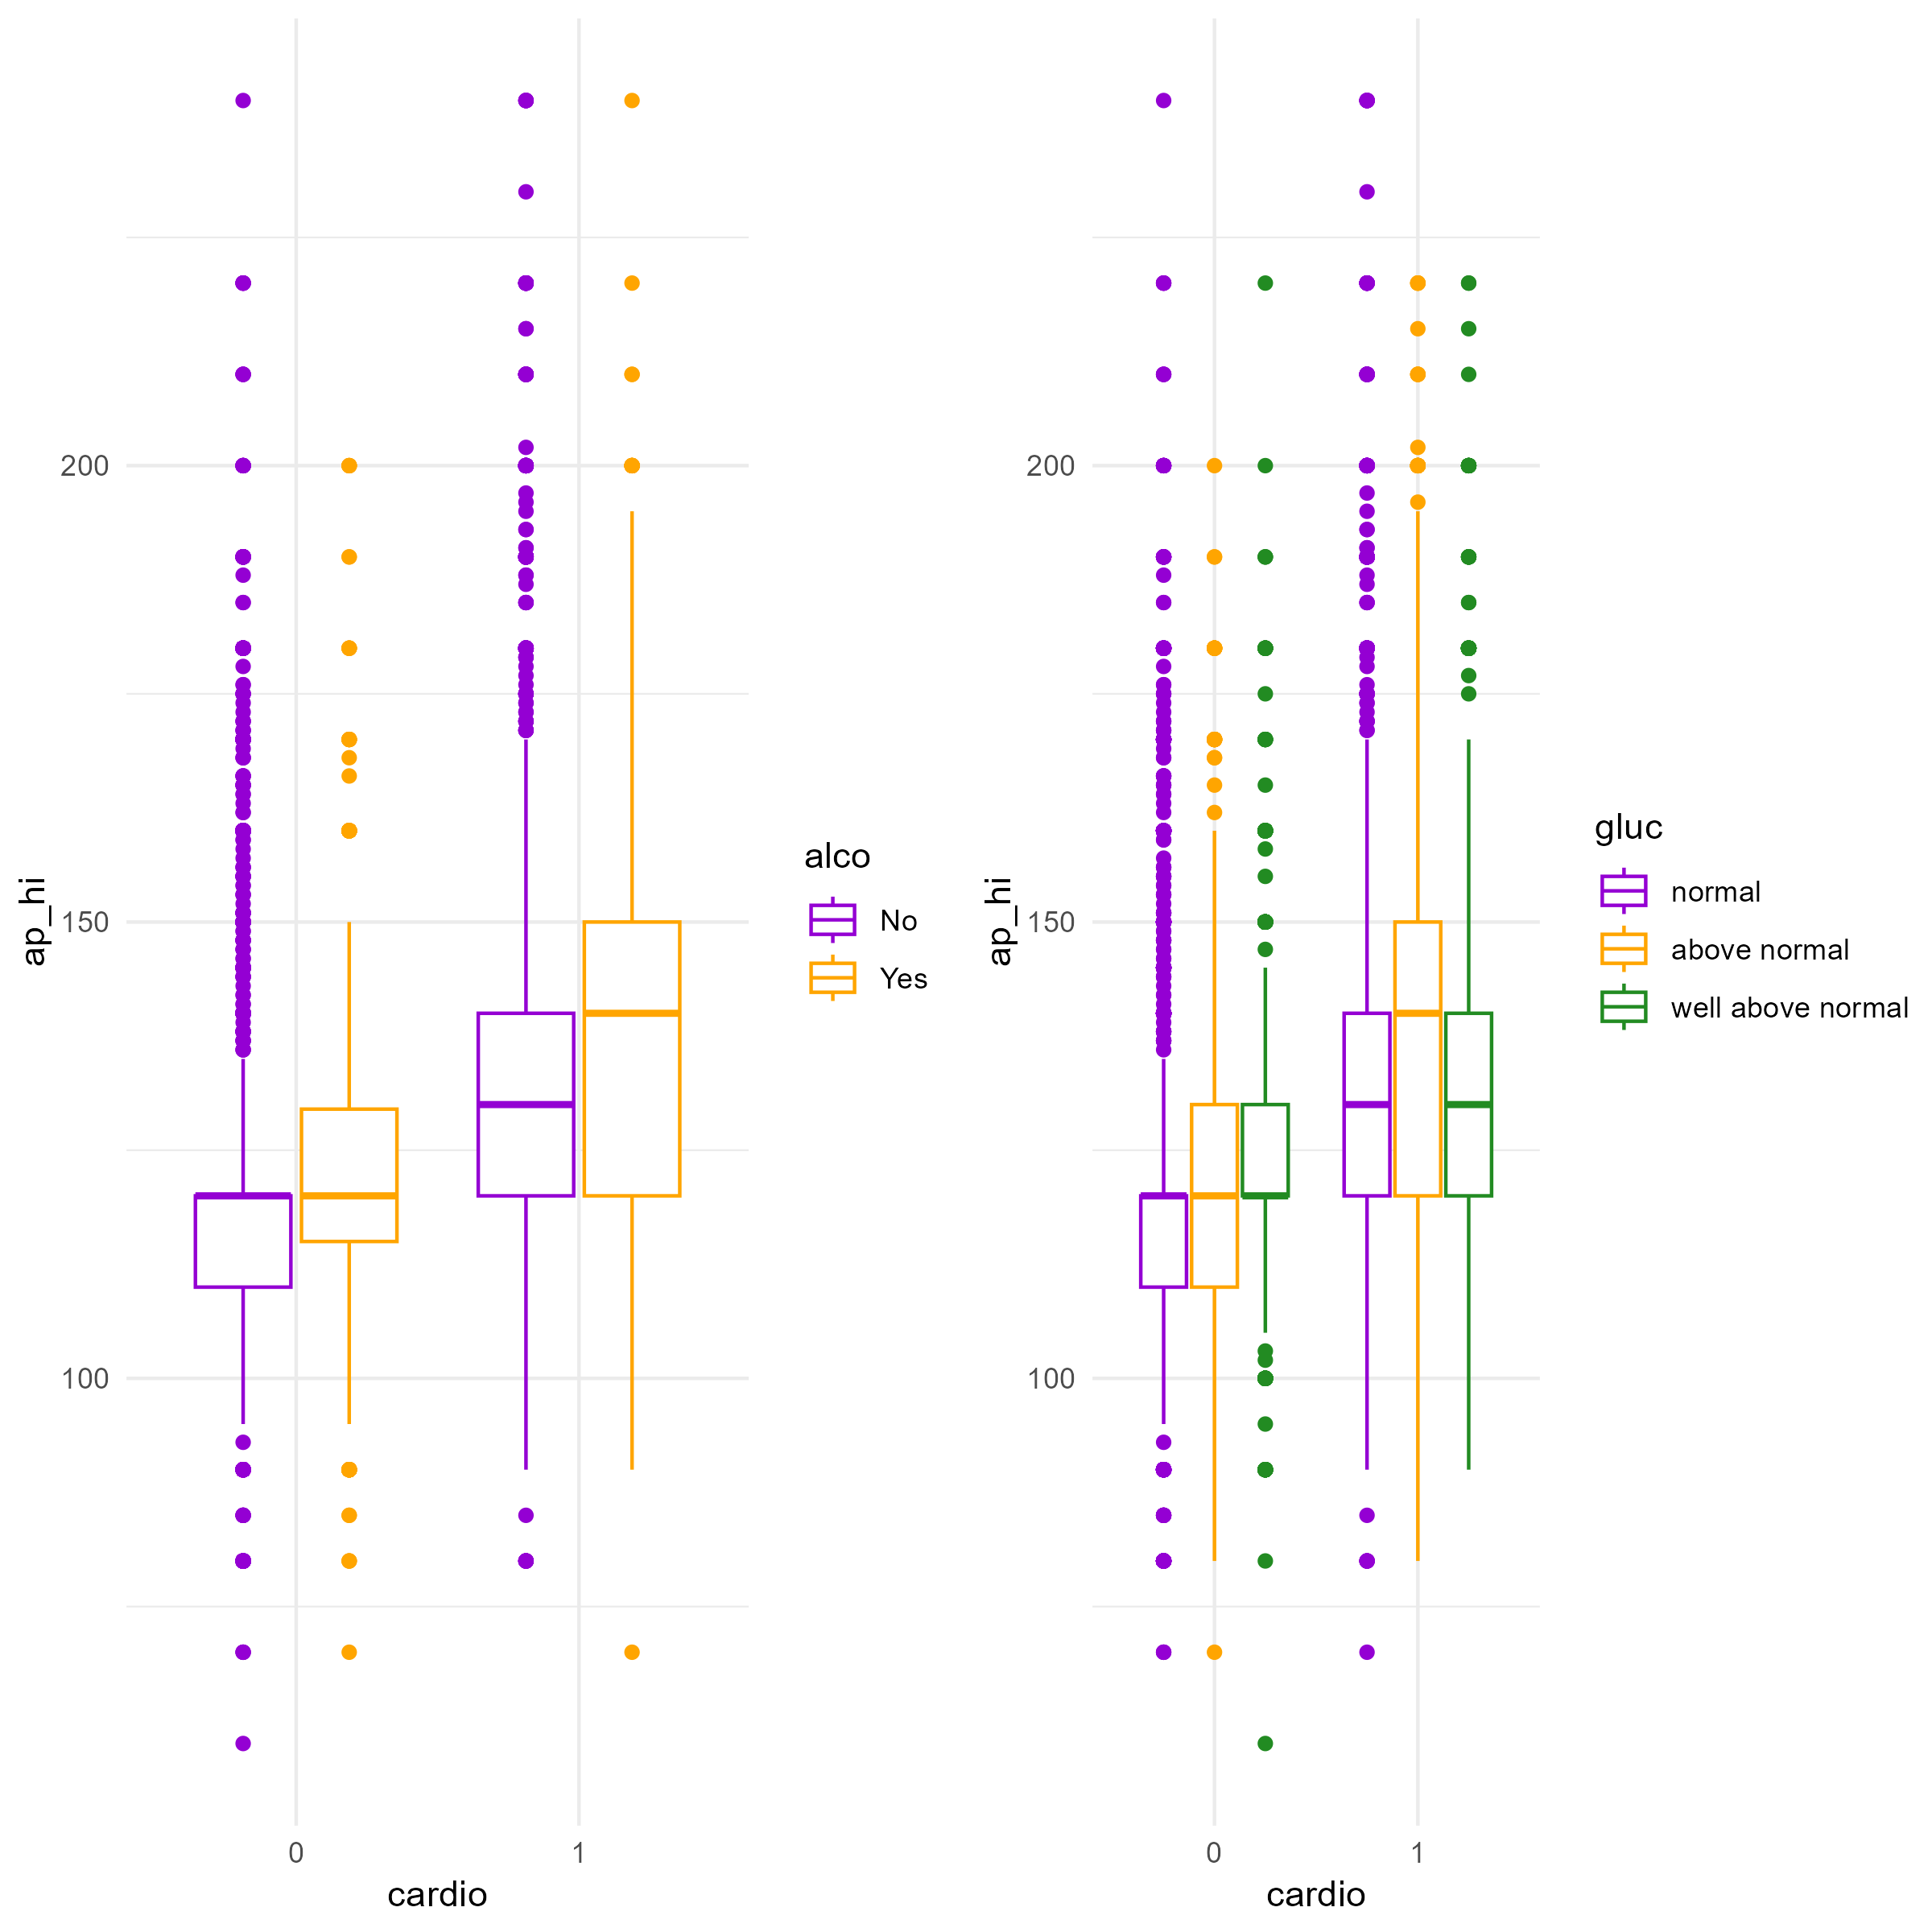 ap_hi
200
150
100
0 1
cardio
alco
No
Yes
ap_hi
200
150
100
0 1
cardio
gluc
normal
above normal
well above normal